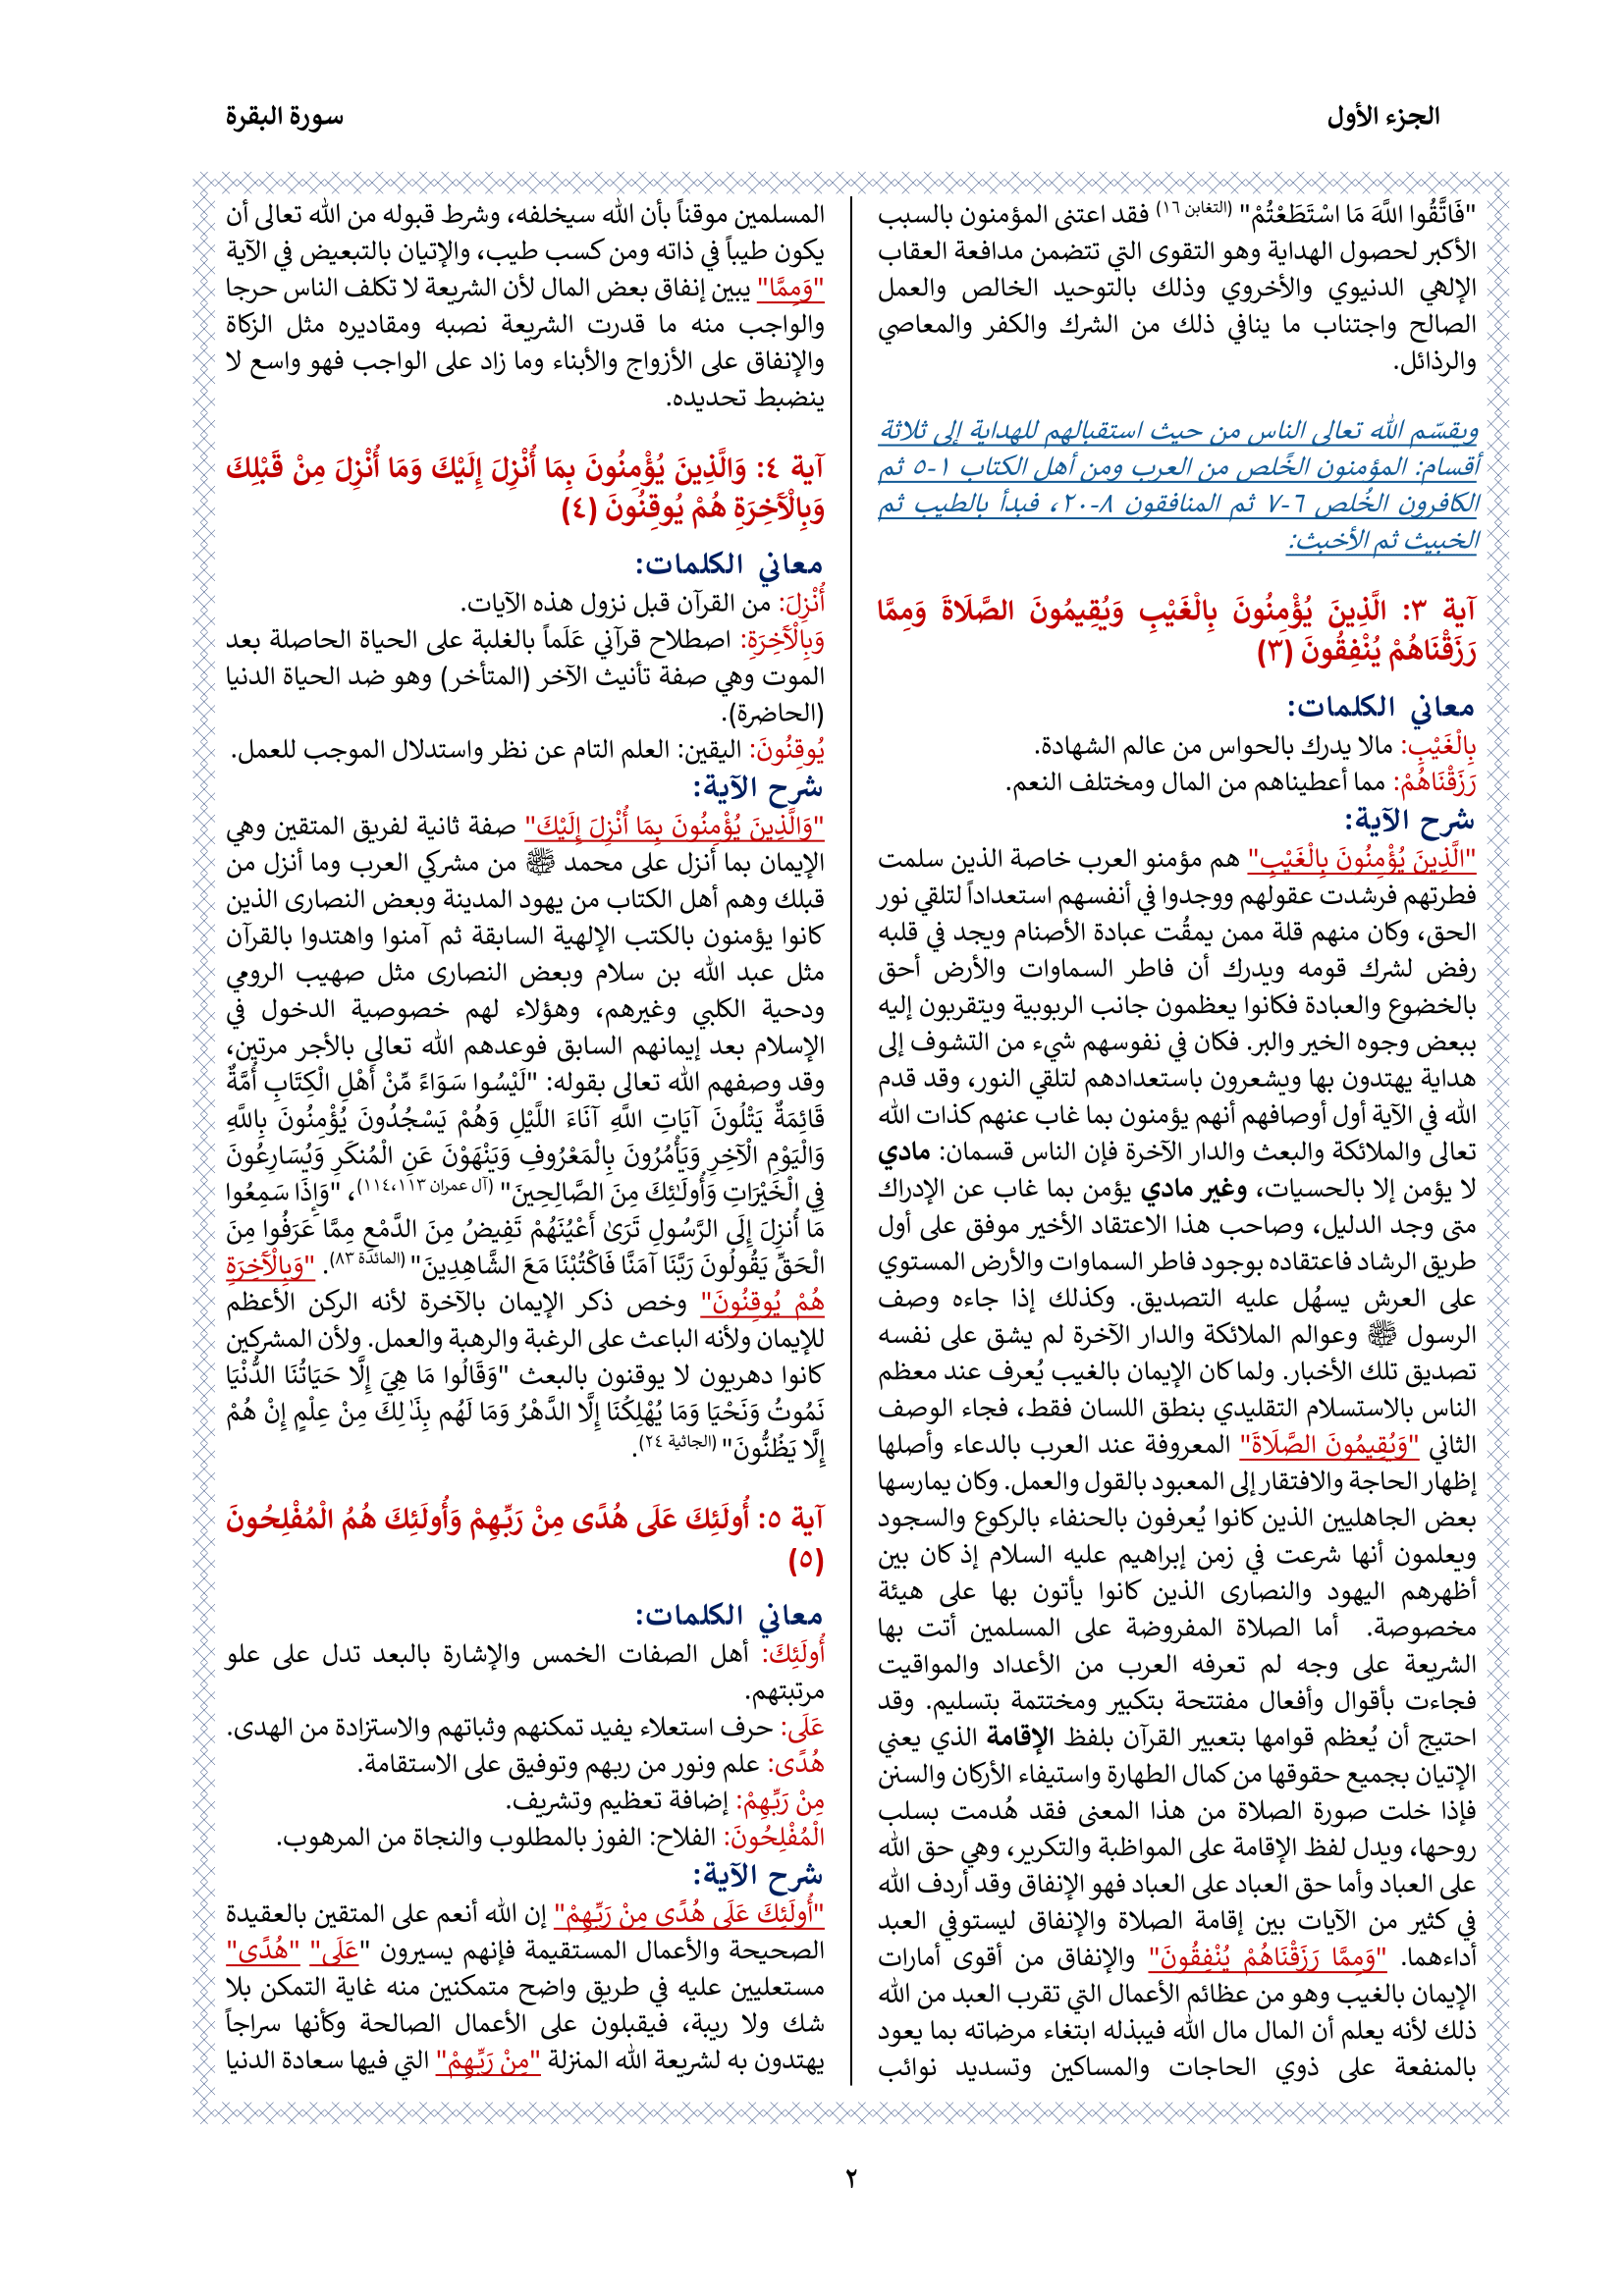 الجزء الأول
سورة البقرة
"فَاتَّقُوا اللَّهَ مَا اسْتَطَعْتُمْ" (التغابن ١٦) فقد اعتنى المؤمنون بالسبب
الأكبر لحصول الهداية وهو التقوى التي تتضمن مدافعة العقاب
الإلهي الدنيوي والأخروي وذلك بالتوحيد الخالص والعمل
الصالح واجتناب ما ينافي ذلك من الشرك والكفر والمعاصي
والرذائل.
ويقسّم الله تعالى الناس من حيث استقبالهم للهداية إلى ثلاثة
أقسام: المؤمنون الخًلص من العرب ومن أهل الكتاب ١-٥ ثم
الكافرون الخُلص ٦-٧ ثم المنافقون ٨-٢٠، فبدأ بالطيب ثم
الخبيث ثم الأخبث:
آية ٣: الَّذِينَ يُؤْمِنُونَ بِالْغَيْبِ وَيُقِيمُونَ الصَّلَاةَ وَمِمَّا
رَزَقْنَاهُمْ يُنْفِقُونَ (٣)
معاني الكلمات:
بِالْغَيْبِ: مالا يدرك بالحواس من عالم الشهادة.
رَزَقْنَاهُمْ: مما أعطيناهم من المال ومختلف النعم.
شرح الآية:
"الَّذِينَ يُؤْمِنُونَ بِالْغَيْبِ" هم مؤمنو العرب خاصة الذين سلمت
فطرتهم فرشدت عقولهم ووجدوا في أنفسهم استعداداً لتلقي نور
الحق، وكان منهم قلة ممن يمقُت عبادة الأصنام ويجد في قلبه
رفض لشرك قومه ويدرك أن فاطر السماوات والأرض أحق
بالخضوع والعبادة فكانوا يعظمون جانب الربوبية ويتقربون إليه
ببعض وجوه الخير والبر. فكان في نفوسهم شيء من التشوف إلى
هداية يهتدون بها ويشعرون باستعدادهم لتلقي النور، وقد قدم
الله في الآية أول أوصافهم أنهم يؤمنون بما غاب عنهم كذات الله
تعالى والملائكة والبعث والدار الآخرة فإن الناس قسمان: مادي
لا يؤمن إلا بالحسيات، وغير مادي يؤمن بما غاب عن الإدراك
متى وجد الدليل، وصاحب هذا الاعتقاد الأخير موفق على أول
طريق الرشاد فاعتقاده بوجود فاطر السماوات والأرض المستوي
على العرش يسهُل عليه التصديق. وكذلك إذا جاءه وصف
الرسول ﷺ وعوالم الملائكة والدار الآخرة لم يشق على نفسه
تصديق تلك الأخبار. ولما كان الإيمان بالغيب يُعرف عند معظم
الناس بالاستسلام التقليدي بنطق اللسان فقط، فجاء الوصف
الثاني "وَيُقِيمُونَ الصَّلَاةَ" المعروفة عند العرب بالدعاء وأصلها
إظهار الحاجة والافتقار إلى المعبود بالقول والعمل. وكان يمارسها
بعض الجاهليين الذين كانوا يُعرفون بالحنفاء بالركوع والسجود
ويعلمون أنها شرعت في زمن إبراهيم عليه السلام إذ كان بين
أظهرهم اليهود والنصارى الذين كانوا يأتون بها على هيئة
مخصوصة. أما الصلاة المفروضة على المسلمين أتت بها
الشريعة على وجه لم تعرفه العرب من الأعداد والمواقيت
فجاءت بأقوال وأفعال مفتتحة بتكبير ومختتمة بتسليم. وقد
احتيج أن يُعظم قوامها بتعبير القرآن بلفظ الإقامة الذي يعني
الإتيان بجميع حقوقها من كمال الطهارة واستيفاء الأركان والسنن
فإذا خلت صورة الصلاة من هذا المعنى فقد هُدمت بسلب
روحها، ويدل لفظ الإقامة على المواظبة والتكرير، وهي حق الله
على العباد وأما حق العباد على العباد فهو الإنفاق وقد أردف الله
في كثير من الآيات بين إقامة الصلاة والإنفاق ليستوفي العبد
أداءهما. "وَمِمَّا رَزَقْنَاهُمْ يُنْفِقُونَ" والإنفاق من أقوى أمارات
الإيمان بالغيب وهو من عظائم الأعمال التي تقرب العبد من الله
ذلك لأنه يعلم أن المال مال الله فيبذله ابتغاء مرضاته بما يعود
بالمنفعة على ذوي الحاجات والمساكين وتسديد نوائب
المسلمين موقناً بأن الله سيخلفه، وشرط قبوله من الله تعالى أن
يكون طيباً في ذاته ومن كسب طيب، والإتيان بالتبعيض في الآية
"وَمِمَّا" يبين إنفاق بعض المال لأن الشريعة لا تكلف الناس حرجا
والواجب منه ما قدرت الشريعة نصبه ومقاديره مثل الزكاة
والإنفاق على الأزواج والأبناء وما زاد على الواجب فهو واسع لا
ينضبط تحديده.
آية ٤: وَالَّذِينَ يُؤْمِنُونَ بِمَا أُنْزِلَ إِلَيْكَ وَمَا أُنْزِلَ مِنْ قَبْلِكَ
وَبِالْآَخِرَةِ هُمْ يُوقِنُونَ (٤)
معاني الكلمات:
أُنْزِلَ: من القرآن قبل نزول هذه الآيات.
وَبِالْآَخِرَةِ: اصطلاح قرآني عَلَماً بالغلبة على الحياة الحاصلة بعد
الموت وهي صفة تأنيث الآخر (المتأخر) وهو ضد الحياة الدنيا
(الحاضرة).
يُوقِنُونَ: اليقين: العلم التام عن نظر واستدلال الموجب للعمل.
شرح الآية:
"وَالَّذِينَ يُؤْمِنُونَ بِمَا أُنْزِلَ إِلَيْكَ" صفة ثانية لفريق المتقين وهي
الإيمان بما أنزل على محمد ﷺ من مشركي العرب وما أنزل من
قبلك وهم أهل الكتاب من يهود المدينة وبعض النصارى الذين
كانوا يؤمنون بالكتب الإلهية السابقة ثم آمنوا واهتدوا بالقرآن
مثل عبد الله بن سلام وبعض النصارى مثل صهيب الرومي
ودحية الكلبي وغيرهم، وهؤلاء لهم خصوصية الدخول في
الإسلام بعد إيمانهم السابق فوعدهم الله تعالى بالأجر مرتين،
وقد وصفهم الله تعالى بقوله: "لَيْسُوا سَوَاءً مِّنْ أَهْلِ الْكِتَابِ أُمَّةٌ
قَائِمَةٌ يَتْلُونَ آيَاتِ اللَّهِ آنَاءَ اللَّيْلِ وَهُمْ يَسْجُدُونَ يُؤْمِنُونَ بِاللَّهِ
وَالْيَوْمِ الْآخِرِ وَيَأْمُرُونَ بِالْمَعْرُوفِ وَيَنْهَوْنَ عَنِ الْمُنكَرِ وَيُسَارِعُونَ
فِي الْخَيْرَاتِ وَأُولَٰئِكَ مِنَ الصَّالِحِينَ" (آل عمران ١١٤،١١٣)، "وَإِذَا سَمِعُوا
مَا أُنزِلَ إِلَى الرَّسُولِ تَرَىٰ أَعْيُنَهُمْ تَفِيضُ مِنَ الدَّمْعِ مِمَّا عَرَفُوا مِنَ
الْحَقِّ يَقُولُونَ رَبَّنَا آمَنَّا فَاكْتُبْنَا مَعَ الشَّاهِدِينَ" (المائدة ٨٣). "وَبِالْآَخِرَةِ
هُمْ يُوقِنُونَ" وخص ذكر الإيمان بالآخرة لأنه الركن الأعظم
للإيمان ولأنه الباعث على الرغبة والرهبة والعمل. ولأن المشركين
كانوا دهريون لا يوقنون بالبعث "وَقَالُوا مَا هِيَ إِلَّا حَيَاتُنَا الدُّنْيَا
نَمُوتُ وَنَحْيَا وَمَا يُهْلِكُنَا إِلَّا الدَّهْرُ وَمَا لَهُم بِذَٰلِكَ مِنْ عِلْمٍ إِنْ هُمْ
إِلَّا يَظُنُّونَ" (الجاثية ٢٤).
آية ٥: أُولَئِكَ عَلَى هُدًى مِنْ رَبِّهِمْ وَأُولَئِكَ هُمُ الْمُفْلِحُونَ
(٥)
معاني الكلمات:
أُولَئِكَ: أهل الصفات الخمس والإشارة بالبعد تدل على علو
مرتبتهم.
عَلَى: حرف استعلاء يفيد تمكنهم وثباتهم والاستزادة من الهدى.
هُدًى: علم ونور من ربهم وتوفيق على الاستقامة.
مِنْ رَبِّهِمْ: إضافة تعظيم وتشريف.
الْمُفْلِحُونَ: الفلاح: الفوز بالمطلوب والنجاة من المرهوب.
شرح الآية:
"أُولَئِكَ عَلَى هُدًى مِنْ رَبِّهِمْ" إن الله أنعم على المتقين بالعقيدة
الصحيحة والأعمال المستقيمة فإنهم يسيرون "عَلَى" "هُدًى"
مستعليين عليه في طريق واضح متمكنين منه غاية التمكن بلا
شك ولا ريبة، فيقبلون على الأعمال الصالحة وكأنها سراجاً
يهتدون به لشريعة الله المنزلة "مِنْ رَبِّهِمْ" التي فيها سعادة الدنيا
٢